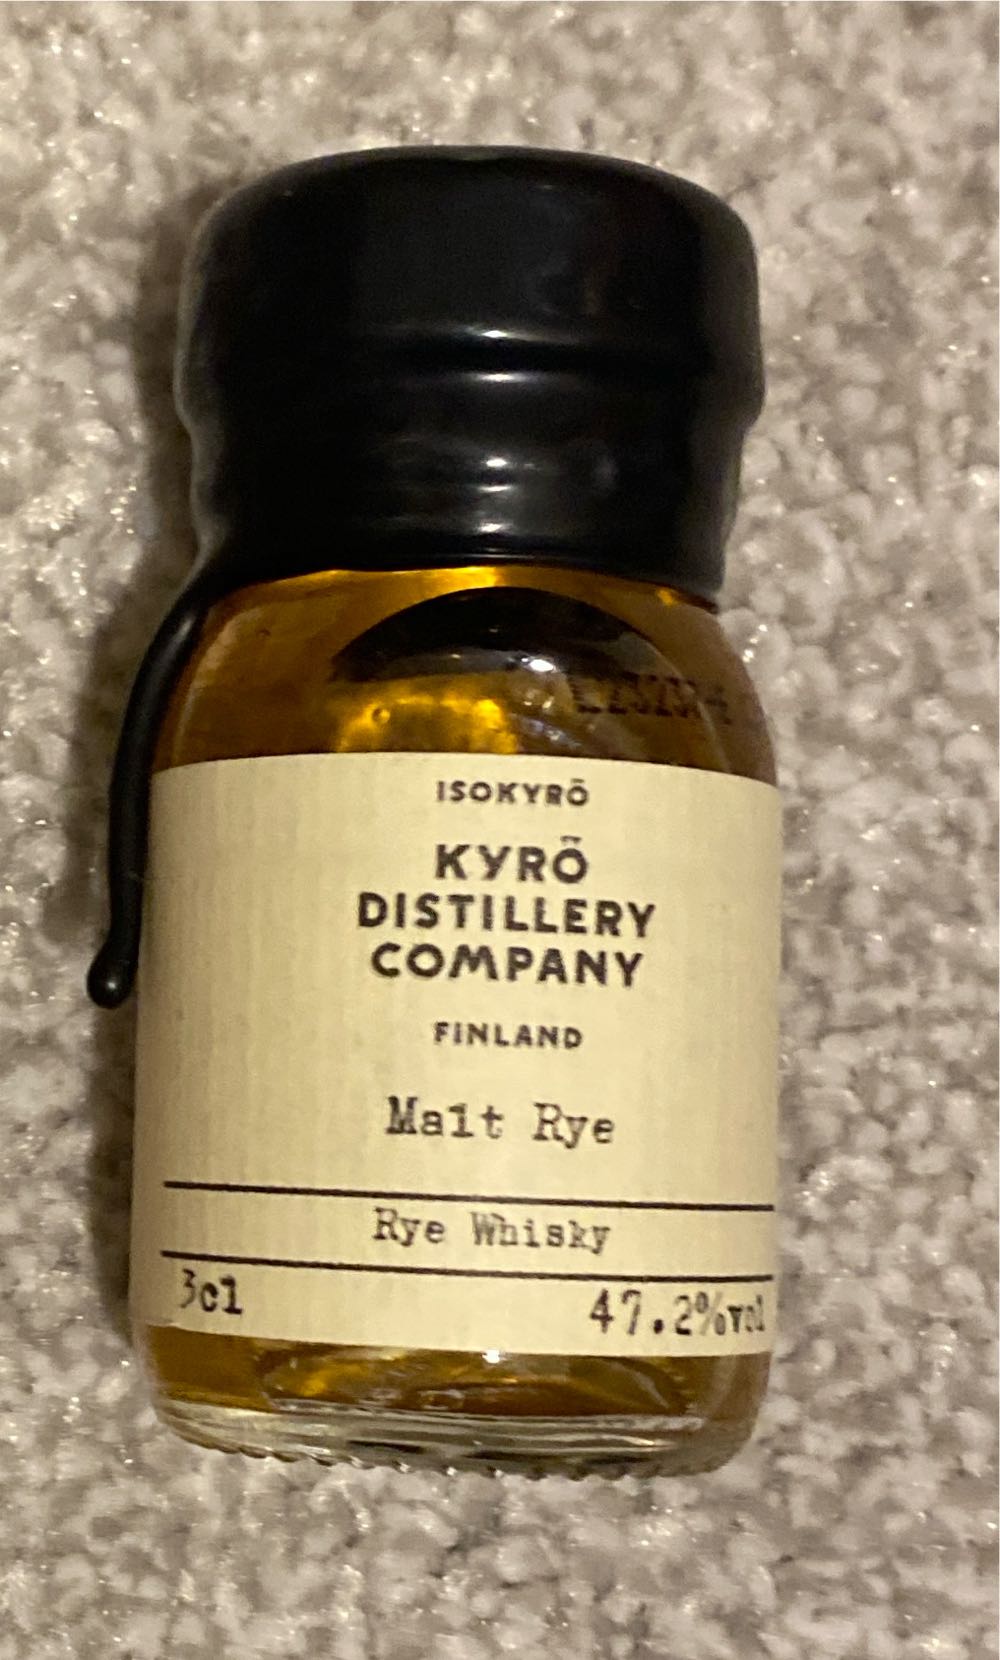 ISOKYRÖ
KYRÖ
DISTILLERY
COMPANY
FINLAND
Malt Rye
Rye Whisky
3cl 47.2%vol